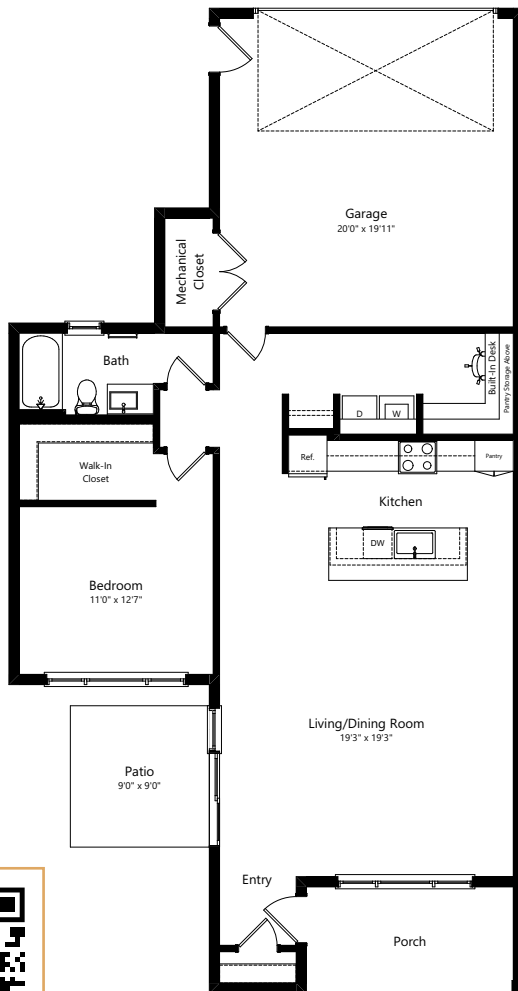 Garage
20'0" x 19'11"
Mechanical
Closet
Bath
Built-In Desk
Pantry Storage Above
D
W
Walk-In
Closet
Ref.
Pantry
Kitchen
DW
Bedroom
11'0" x 12'7"
Living/Dining Room
19'3" x 19'3"
Patio
9'0" x 9'0"
Entry
Porch